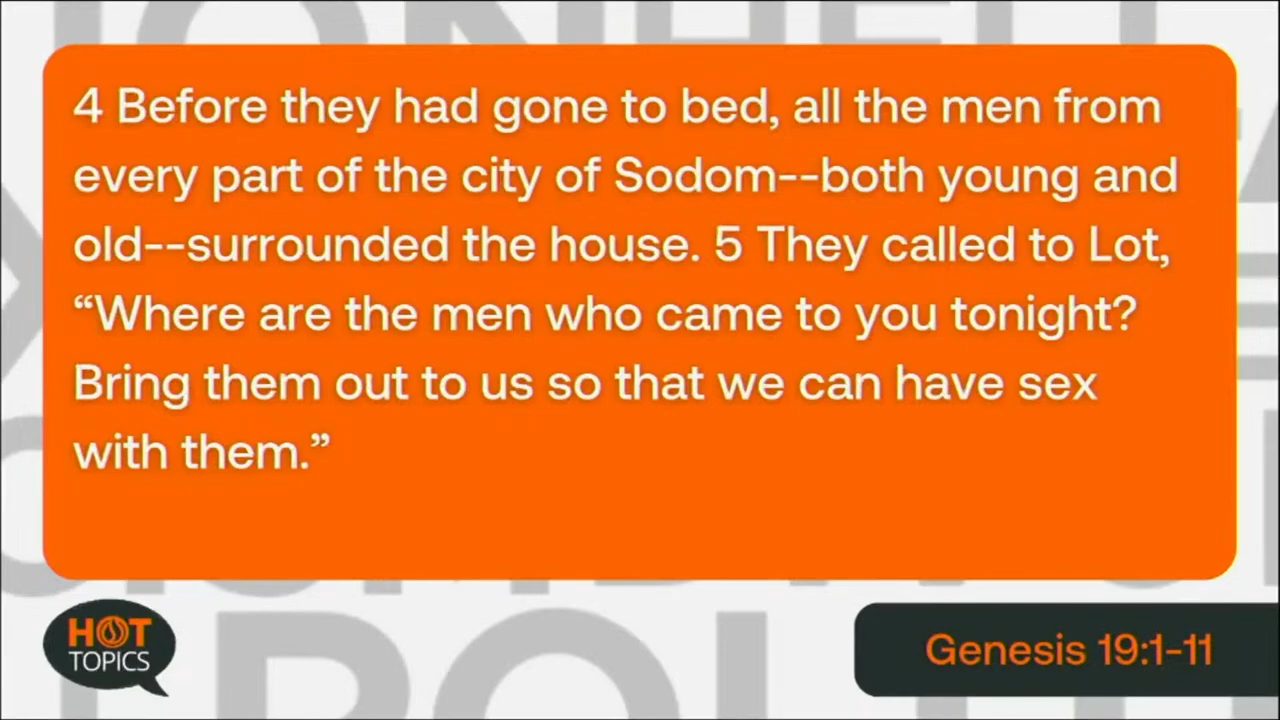 4 Before they had gone to bed, all the men from
every part of the city of Sodom--both young and
old--surrounded the house. 5 They called to Lot,
“Where are the men who came to you tonight?
Bring them out to us so that we can have sex
with them.”
HOT
TOPICS
Genesis 19:1-11